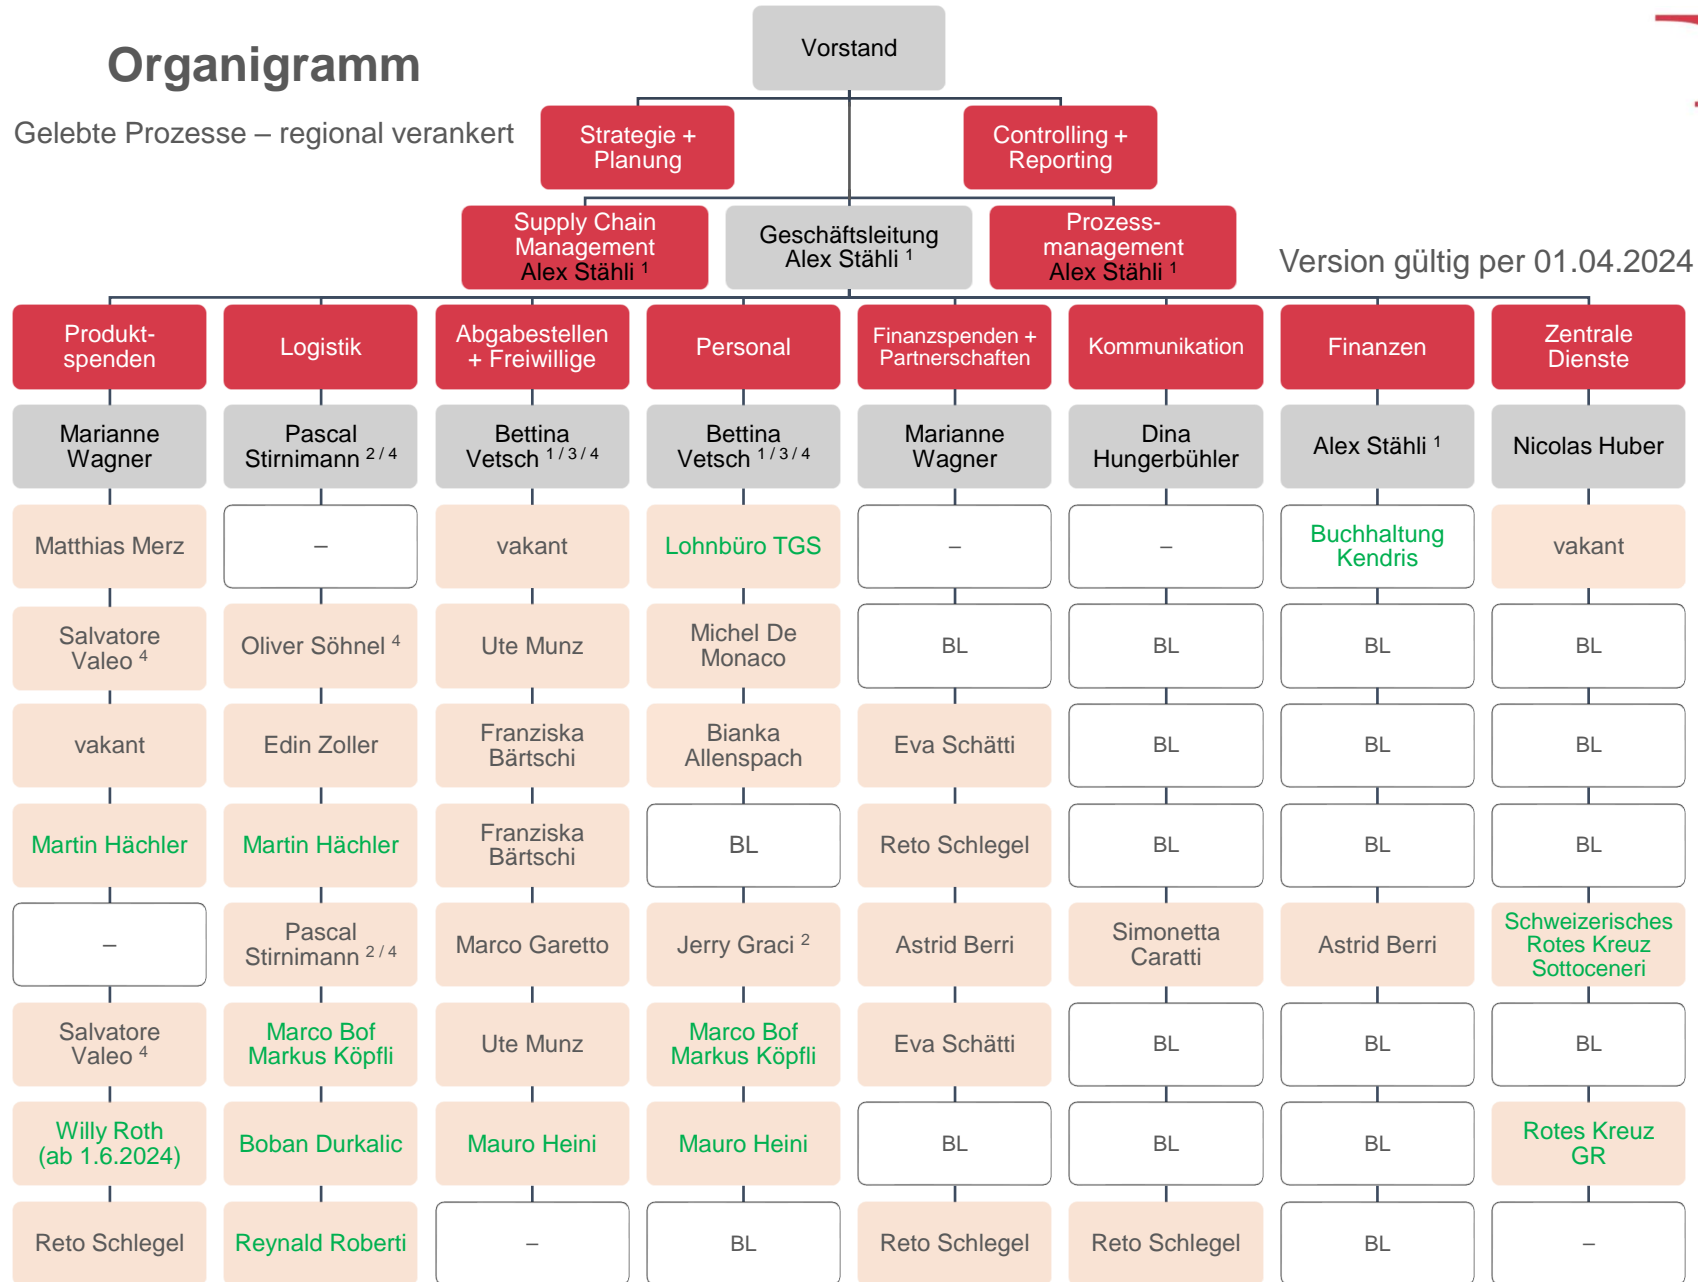 Vorstand
Organigramm
Gelebte Prozesse – regional verankert
Strategie +
Planung
Controlling +
Reporting
Supply Chain
Management
Alex Stähli ¹
Geschäftsleitung
Alex Stähli ¹
Prozess-
management
Alex Stähli ¹
Version gültig per 01.04.2024
Produkt-
spenden
Logistik
Abgabestellen
+ Freiwillige
Personal
Finanzspenden +
Partnerschaften
Kommunikation
Finanzen
Zentrale
Dienste
Marianne
Wagner
Pascal
Stirnimann ² / ⁴
Bettina
Vetsch ¹ / ³ / ⁴
Bettina
Vetsch ¹ / ³ / ⁴
Marianne
Wagner
Dina
Hungerbühler
Alex Stähli ¹
Nicolas Huber
Matthias Merz
–
vakant
Lohnbüro TGS
–
–
Buchhaltung
Kendris
vakant
Salvatore
Valeo ⁴
Oliver Söhnel ⁴
Ute Munz
Michel De
Monaco
BL
BL
BL
BL
vakant
Edin Zoller
Franziska
Bärtschi
Bianka
Allenspach
Eva Schätti
BL
BL
BL
Martin Hächler
Martin Hächler
Franziska
Bärtschi
BL
Reto Schlegel
BL
BL
BL
–
Pascal
Stirnimann ² / ⁴
Marco Garetto
Jerry Graci ²
Astrid Berri
Simonetta
Caratti
Astrid Berri
Schweizerisches
Rotes Kreuz
Sottoceneri
Salvatore
Valeo ⁴
Marco Bof
Markus Köpfli
Ute Munz
Marco Bof
Markus Köpfli
Eva Schätti
BL
BL
BL
Willy Roth
(ab 1.6.2024)
Boban Durkalic
Mauro Heini
Mauro Heini
BL
BL
BL
Rotes Kreuz
GR
Reto Schlegel
Reynald Roberti
–
BL
Reto Schlegel
Reto Schlegel
BL
–